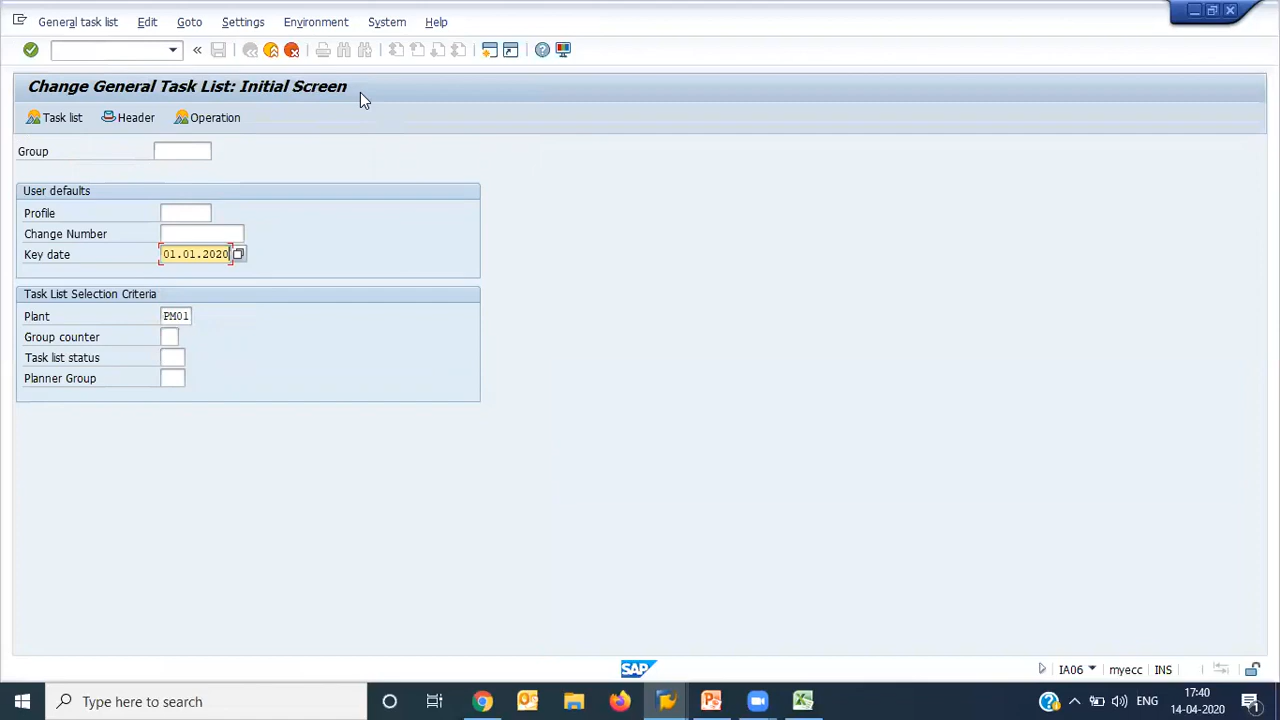 General task list Edit Goto Settings Environment System Help
Change General Task List: Initial Screen
Task list Header Operation
Group
User defaults
Profile
Change Number
Key date 01.01.2020
Task List Selection Criteria
Plant PM01
Group counter
Task list status
Planner Group
SAP IA06 myecc INS
Type here to search
ENG
17:40
14-04-2020
1